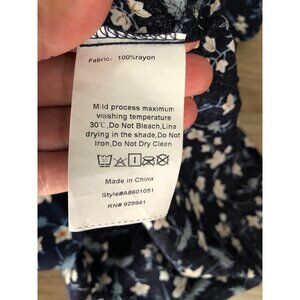 Fabric: 100%rayon
Mild process maximum
washing temperature
30℃,Do Not Bleach,Line
drying in the shade,Do Not
Iron,Do Not Dry Clean
Made in China
Style#A8601051
RN# 929941